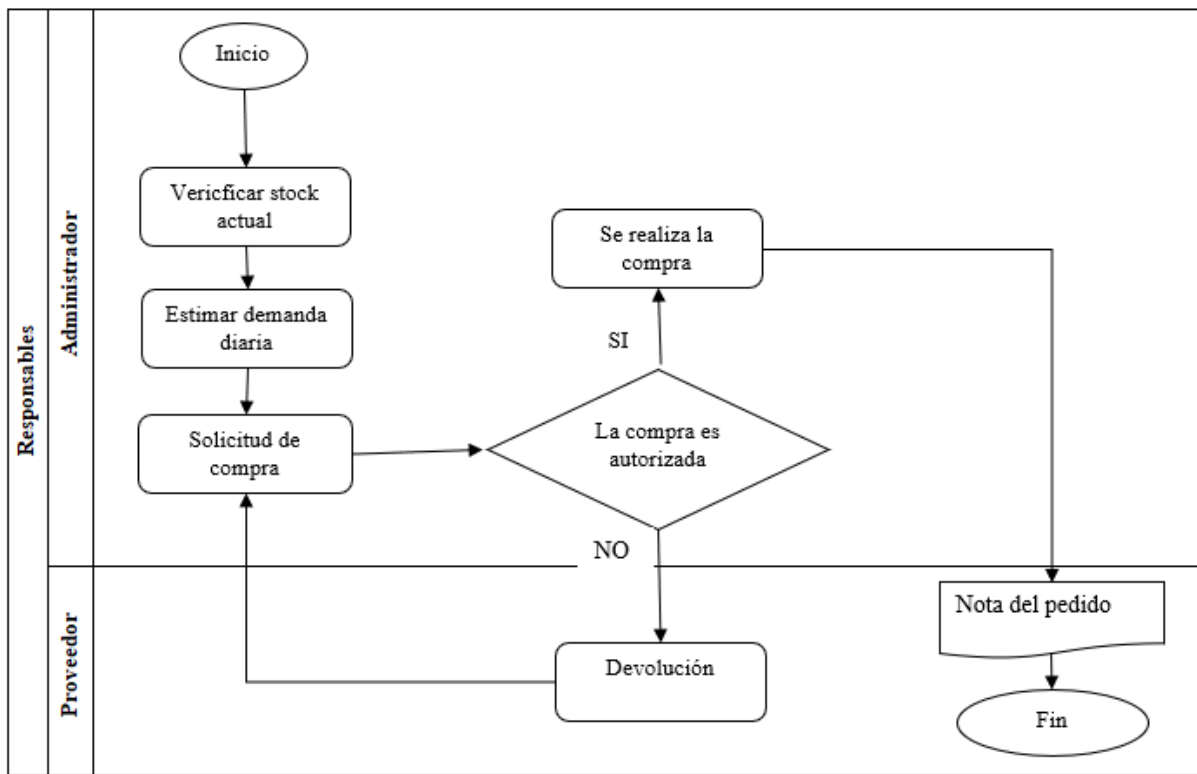 Responsables
Administrador
Inicio
Vericficar stock
actual
Estimar demanda
diaria
Solicitud de
compra
La compra es
autorizada
SI
Se realiza la
compra
NO
Proveedor
Devolución
Nota del pedido
Fin